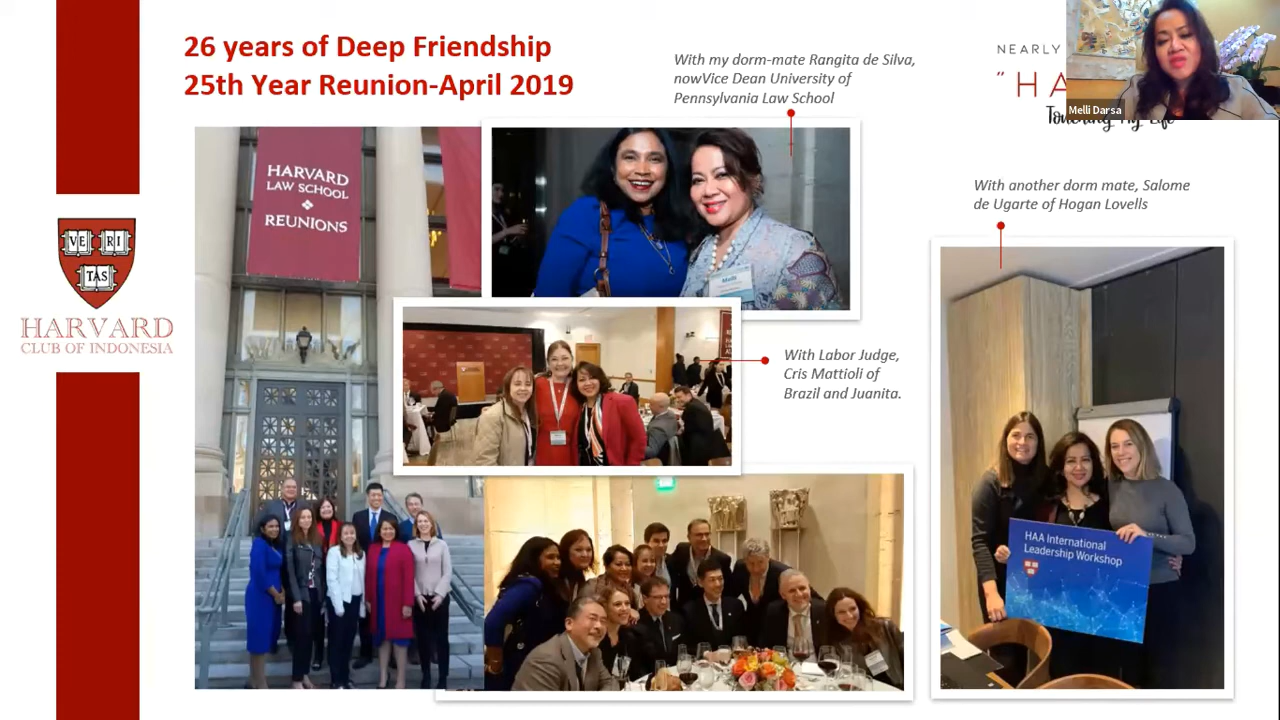 26 years of Deep Friendship
25th Year Reunion-April 2019
With my dorm-mate Rangita de Silva,
nowVice Dean University of
Pennsylvania Law School
NEARLY
"HA
Melli Darsa
My Life
With another dorm mate, Salome
de Ugarte of Hogan Lovells
HARVARD
LAW SCHOOL
REUNIONS
VE RI
TAS
HARVARD
CLUB OF INDONESIA
Melli
With Labor Judge,
Cris Mattioli of
Brazil and Juanita.
HAA International
Leadership Workshop